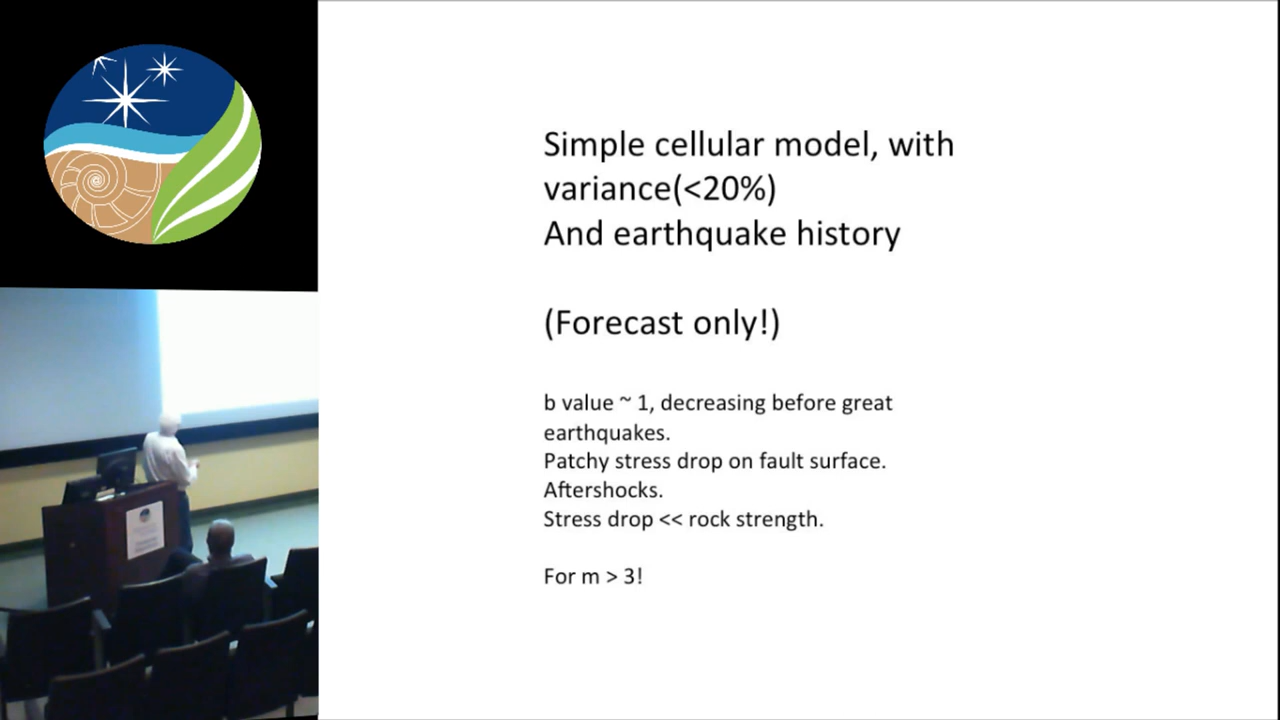 Simple cellular model, with
variance(<20%)
And earthquake history
(Forecast only!)
b value ~ 1, decreasing before great
earthquakes.
Patchy stress drop on fault surface.
Aftershocks.
Stress drop << rock strength.
For m > 3!